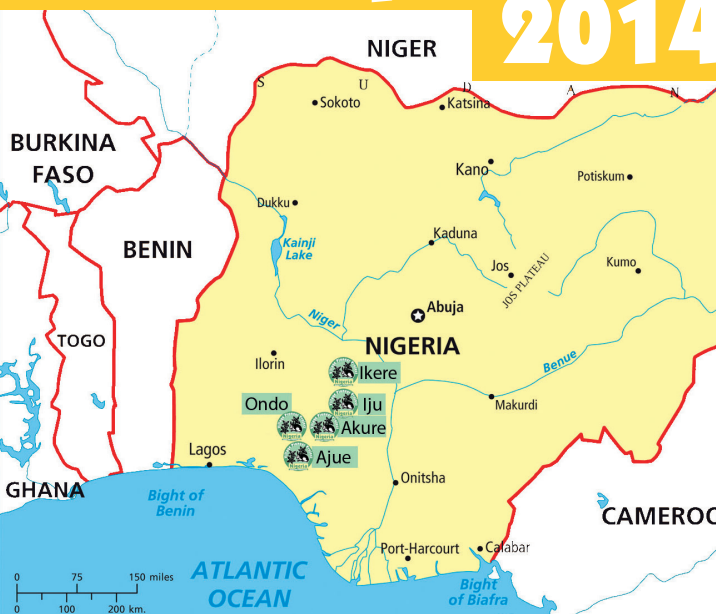 2014
NIGER
S U D A N
Sokoto
Katsina
BURKINA
FASO
Kano
Potiskum
Dukku
Kaduna
BENIN
Kainji
Lake
Jos
JOS PLATEAU
Kumo
Abuja
Niger
TOGO
NIGERIA
Ilorin
Benue
Ikere
Ondo
Iju
Makurdi
Akure
Lagos
Ajue
Onitsha
GHANA
Bight of
Benin
CAMEROO
Port-Harcourt
Calabar
ATLANTIC
OCEAN
Bight
of Biafra
0 75 150 miles
0 100 200 km.